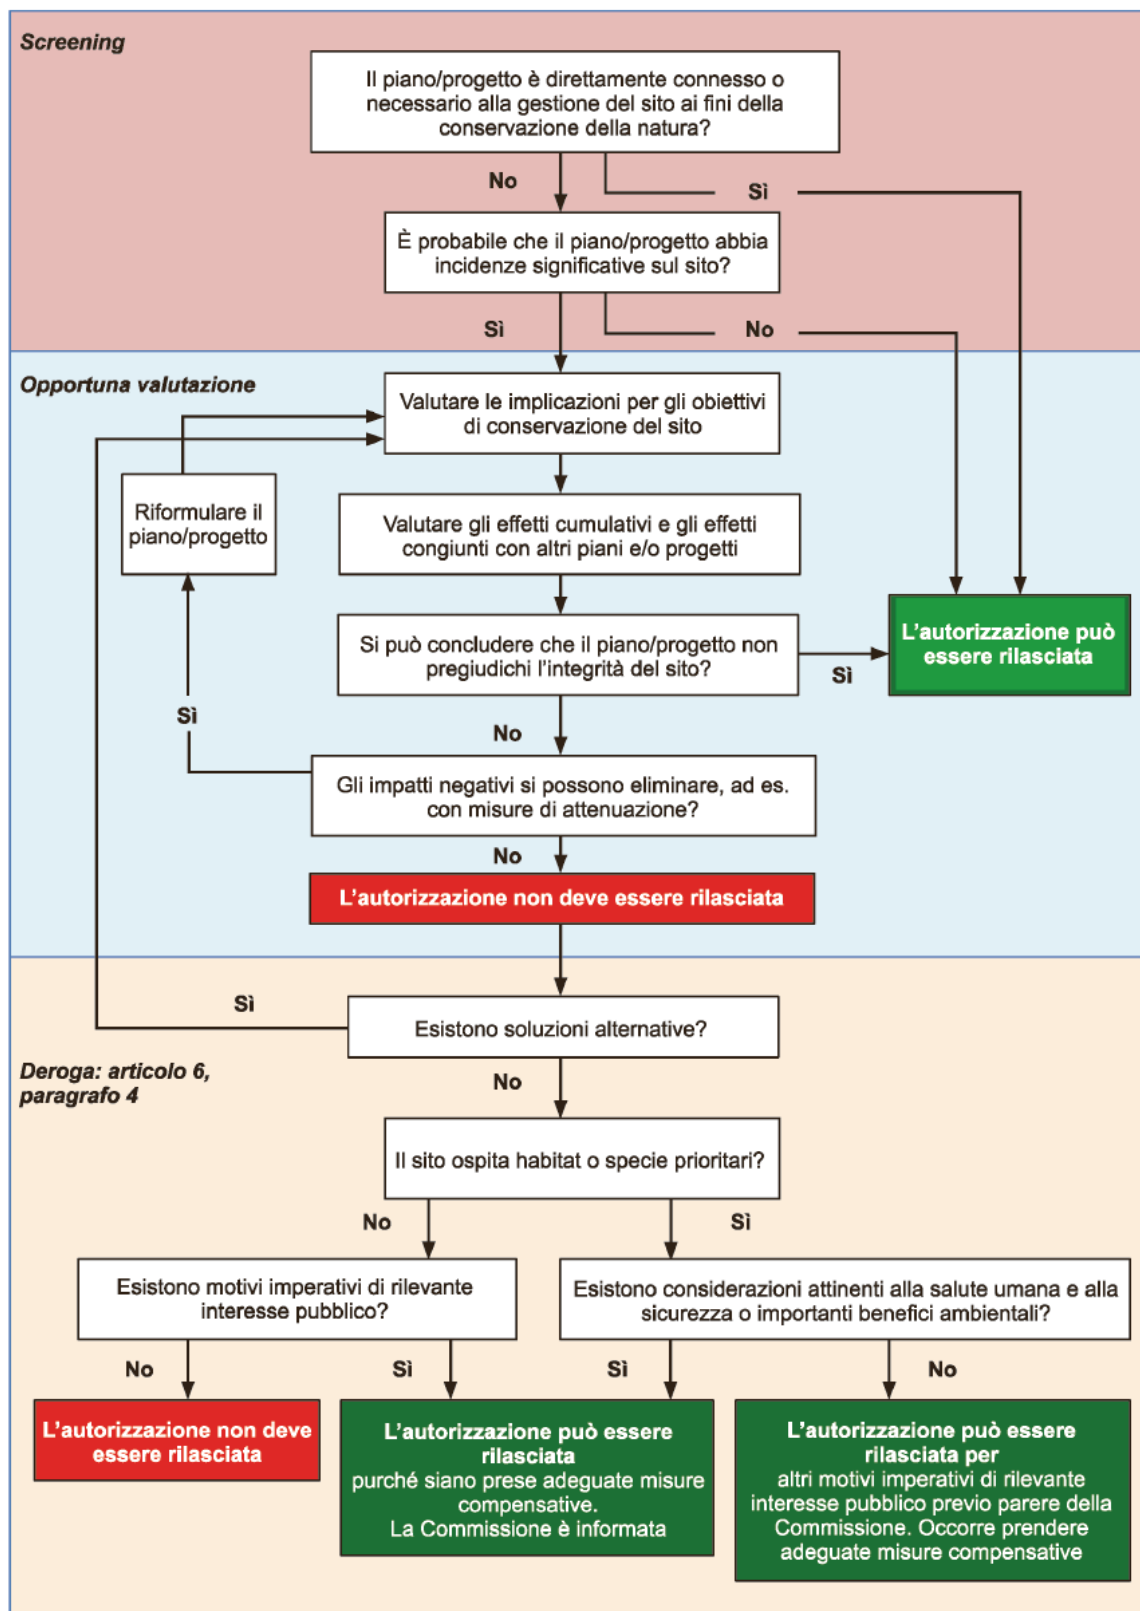 Screening
Il piano/progetto è direttamente connesso o
necessario alla gestione del sito ai fini della
conservazione della natura?
No
Sì
È probabile che il piano/progetto abbia
incidenze significative sul sito?
Sì
No
Opportuna valutazione
Valutare le implicazioni per gli obiettivi
di conservazione del sito
Riformulare il
piano/progetto
Valutare gli effetti cumulativi e gli effetti
congiunti con altri piani e/o progetti
L'autorizzazione può
essere rilasciata
Si può concludere che il piano/progetto non
pregiudichi l'integrità del sito?
Sì
Sì
No
Gli impatti negativi si possono eliminare, ad es.
con misure di attenuazione?
No
L'autorizzazione non deve essere rilasciata
Sì
Esistono soluzioni alternative?
Deroga: articolo 6,
paragrafo 4
No
Il sito ospita habitat o specie prioritari?
No
Sì
Esistono motivi imperativi di rilevante
interesse pubblico?
Esistono considerazioni attinenti alla salute umana e alla
sicurezza o importanti benefici ambientali?
No
Sì
Sì
No
L'autorizzazione non deve
essere rilasciata
L'autorizzazione può essere
rilasciata
purché siano prese adeguate misure
compensative.
La Commissione è informata
L'autorizzazione può essere
rilasciata per
altri motivi imperativi di rilevante
interesse pubblico previo parere della
Commissione. Occorre prendere
adeguate misure compensative